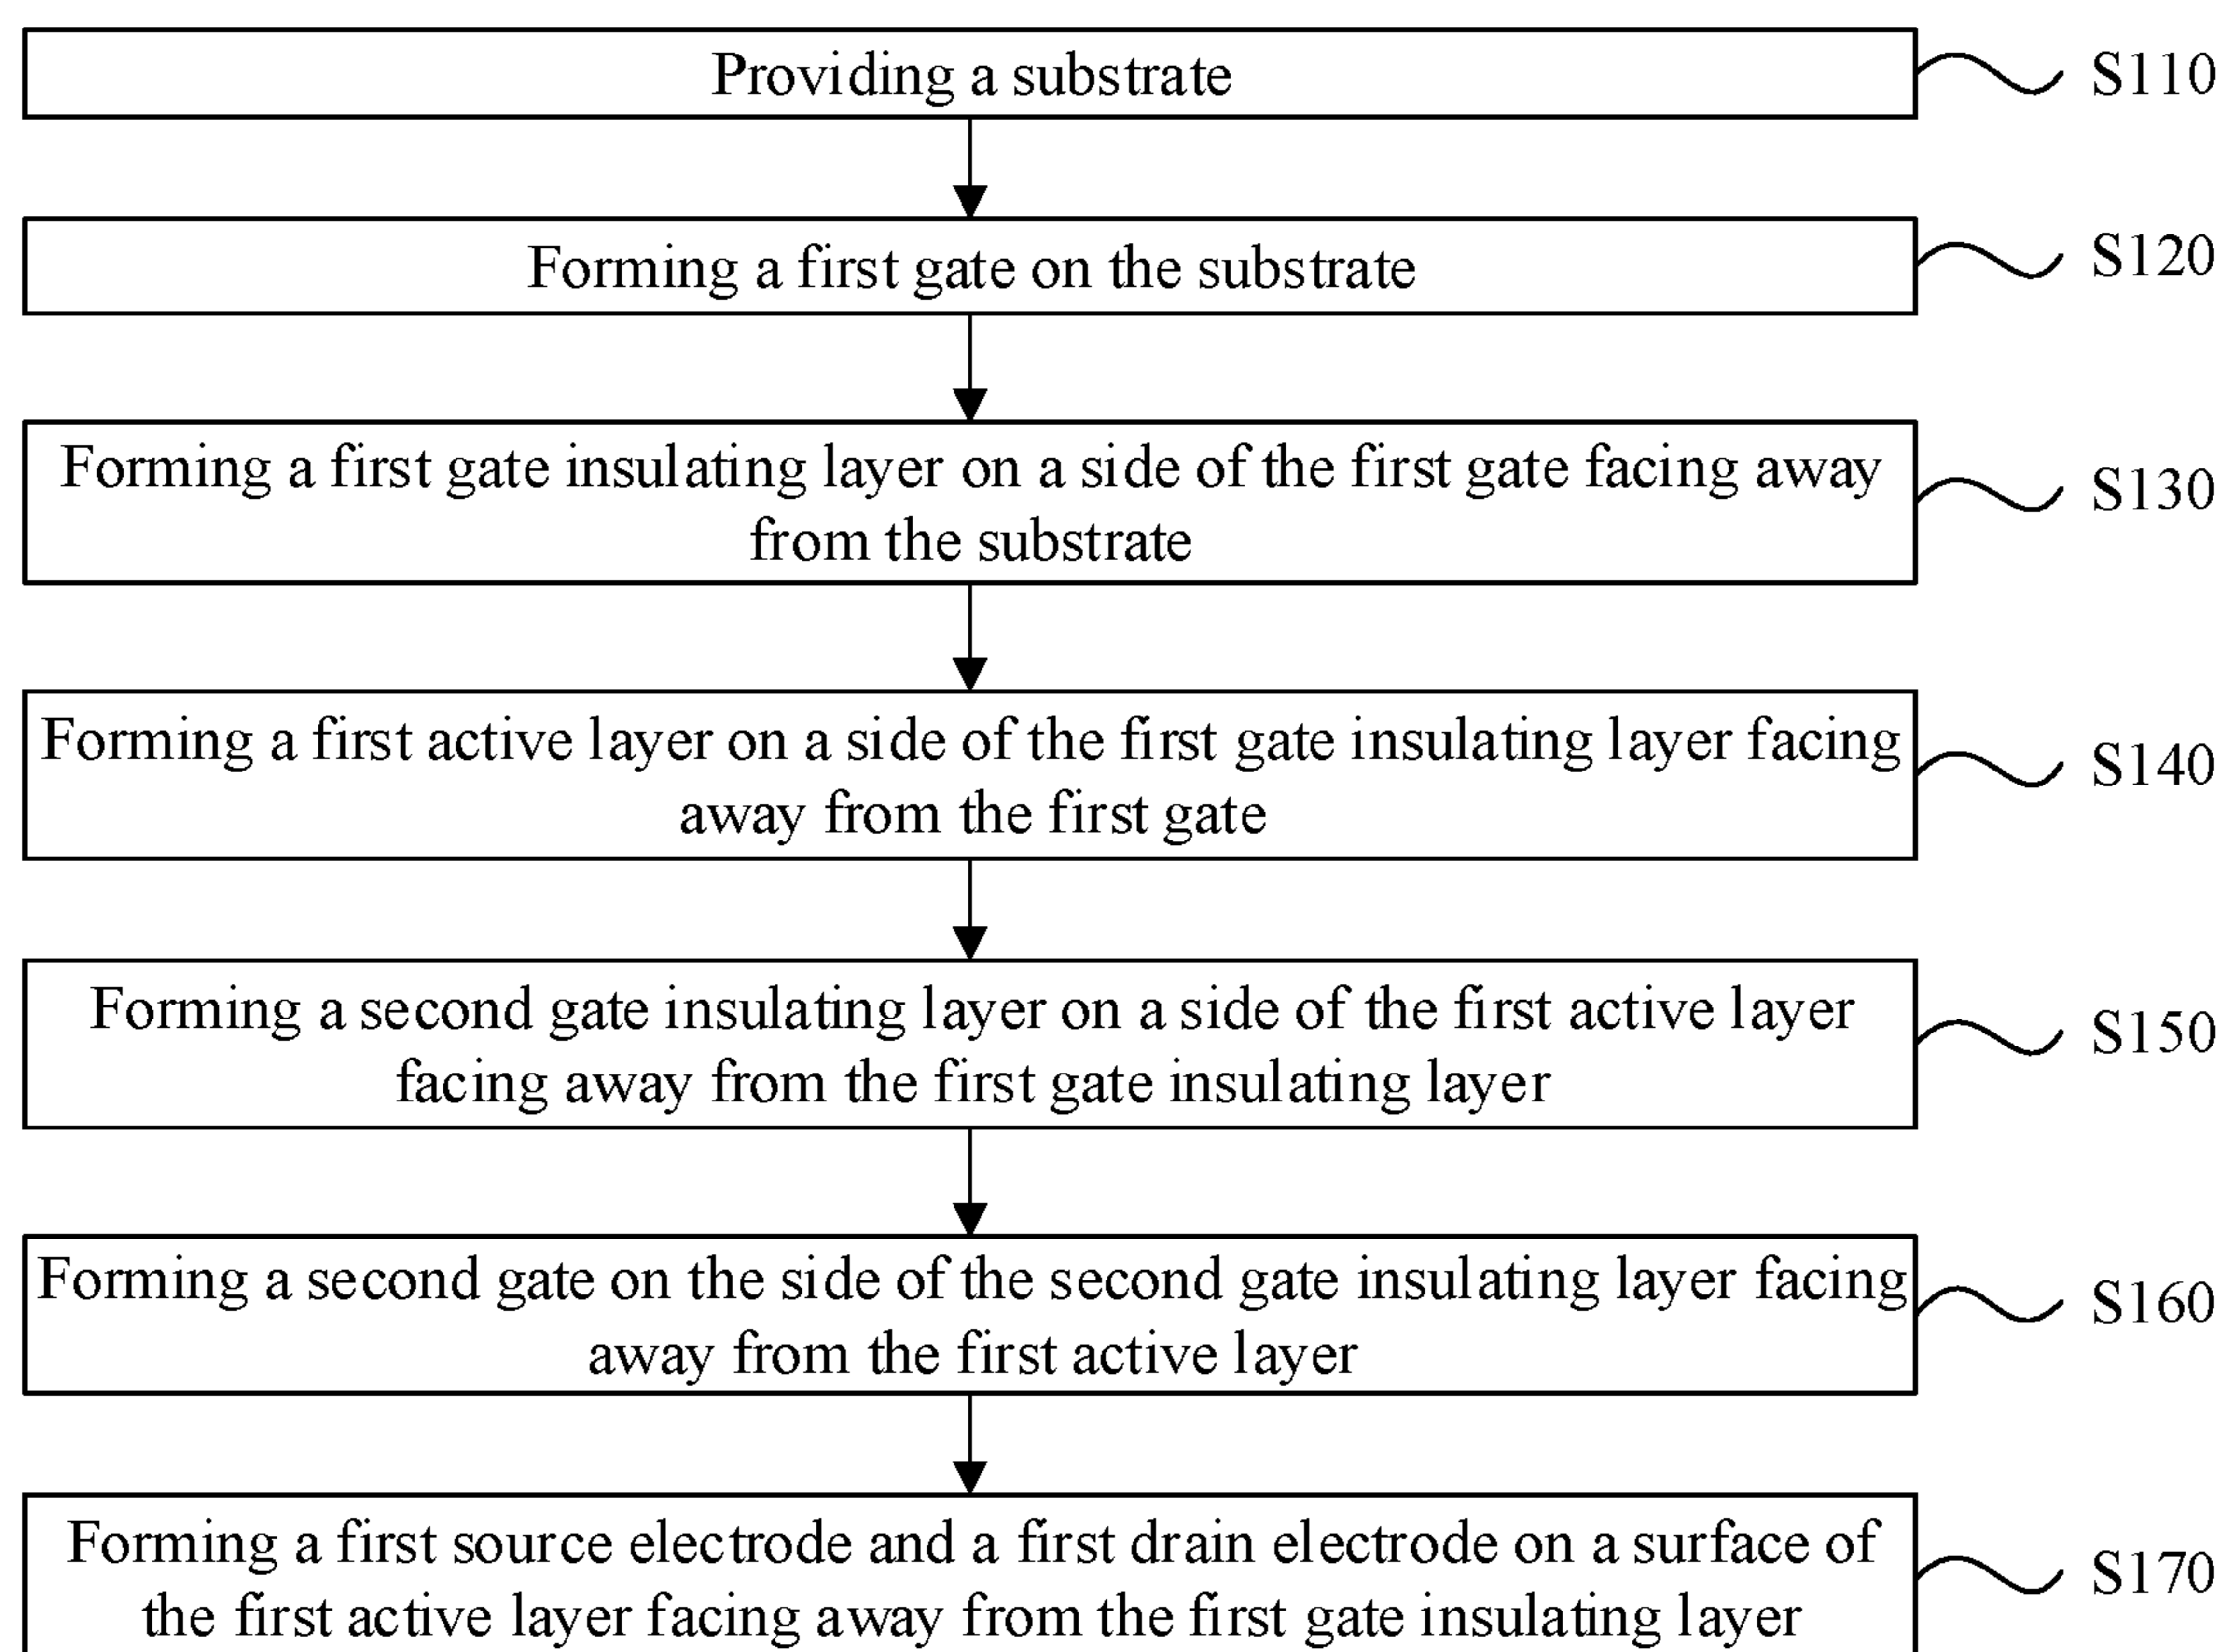 Providing a substrate
S110
Forming a first gate on the substrate
S120
Forming a first gate insulating layer on a side of the first gate facing away
from the substrate
S130
Forming a first active layer on a side of the first gate insulating layer facing
away from the first gate
S140
Forming a second gate insulating layer on a side of the first active layer
facing away from the first gate insulating layer
S150
Forming a second gate on the side of the second gate insulating layer facing
away from the first active layer
S160
Forming a first source electrode and a first drain electrode on a surface of
the first active layer facing away from the first gate insulating layer
S170